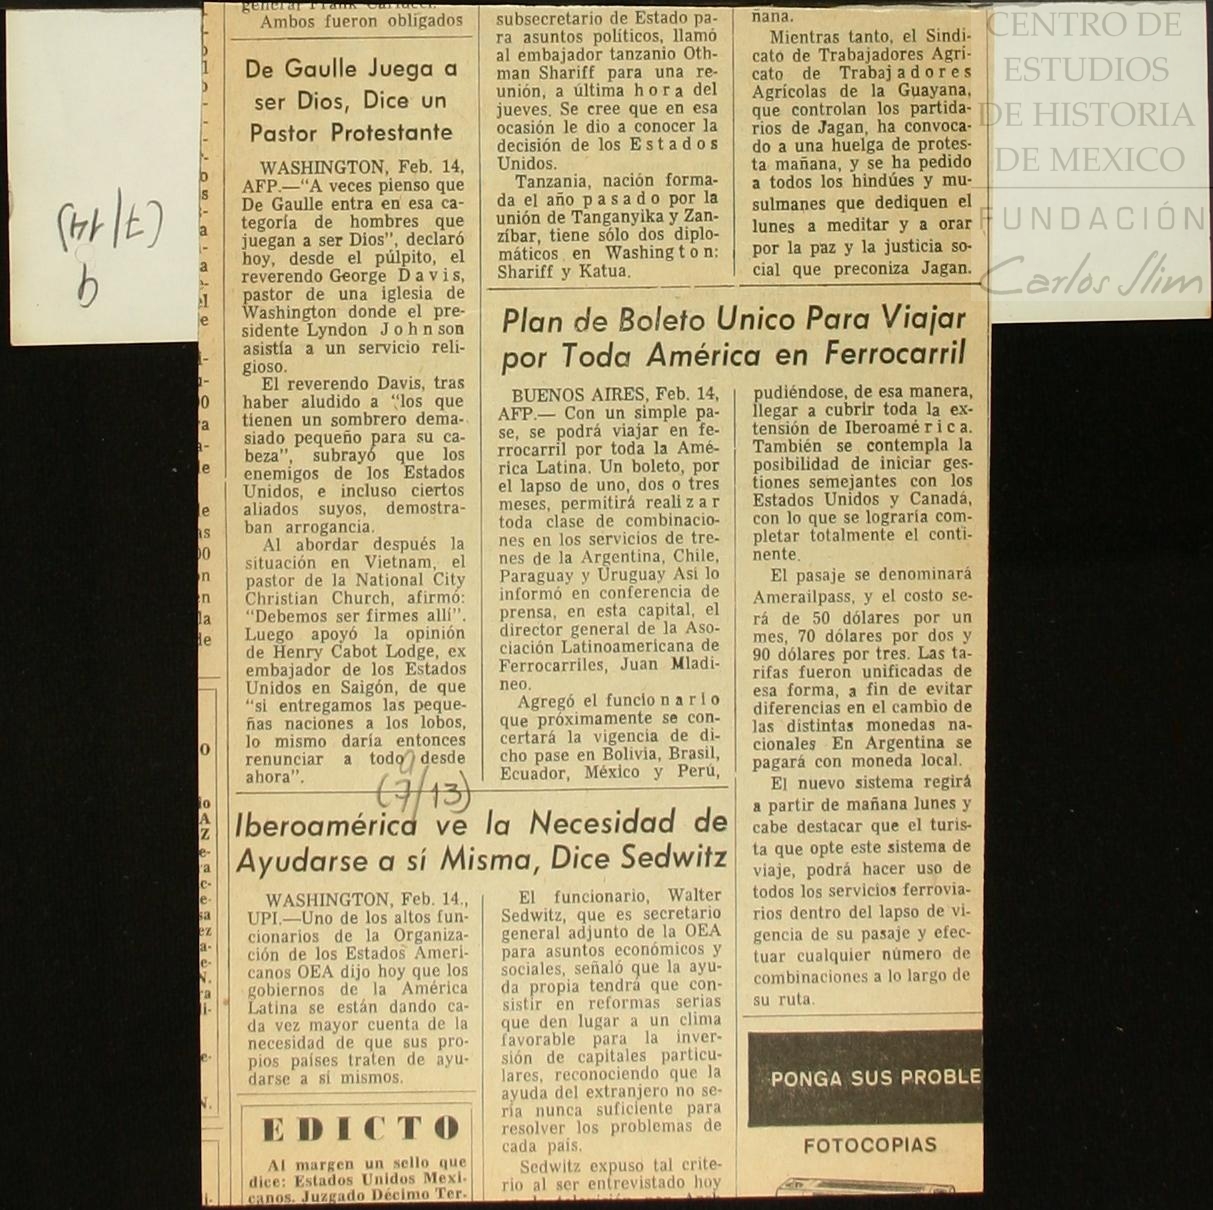 general Frank
Ambos fueron obligados
De Gaulle Juega a
ser Dios, Dice un
Pastor Protestante
WASHINGTON, Feb. 14,
AFP.—"A veces pienso que
De Gaulle entra en esa ca-
tegoría de hombres que
juegan a ser Dios", declaró
hoy, desde el púlpito, el
reverendo George Davis,
pastor de una iglesia de
Washington donde el pre-
sidente Lyndon Johnson
asistía a un servicio reli-
gioso.
El reverendo Davis, tras
haber aludido a "los que
tienen un sombrero dema-
siado pequeño para su ca-
beza", subrayó que los
enemigos de los Estados
Unidos, e incluso ciertos
aliados suyos, demostra-
ban arrogancia.
Al abordar después la
situación en Vietnam, el
pastor de la National City
Christian Church, afirmó:
"Debemos ser firmes allí".
Luego apoyó la opinión
de Henry Cabot Lodge, ex
embajador de los Estados
Unidos en Saigón, de que
"si entregamos las peque-
ñas naciones a los lobos,
lo mismo daría entonces
renunciar a todo desde
ahora".
subsecretario de Estado pa-
ra asuntos políticos, llamó
al embajador tanzanio Oth-
man Shariff para una re-
unión, a última hora del
jueves. Se cree que en esa
ocasión le dio a conocer la
decisión de los Estados
Unidos.
Tanzania, nación forma-
da el año pasado por la
unión de Tanganyika y Zan-
zíbar, tiene sólo dos diplo-
máticos en Washington:
Shariff y Katua.
ñana.
Mientras tanto, el Sindi-
cato de Trabajadores Agrí-
cato de Trabajadores
Agrícolas de la Guayana,
que controlan los partida-
rios de Jagan, ha convoca-
do a una huelga de protes-
ta mañana, y se ha pedido
a todos los hindúes y mu-
sulmanes que dediquen el
lunes a meditar y a orar
por la paz y la justicia so-
cial que preconiza Jagan.
Plan de Boleto Unico Para Viajar
por Toda América en Ferrocarril
BUENOS AIRES, Feb. 14,
AFP.— Con un simple pa-
se, se podrá viajar en fe-
rrocarril por toda la Amé-
rica Latina. Un boleto, por
el lapso de uno, dos o tres
meses, permitirá realizar
toda clase de combinacio-
nes en los servicios de tre-
nes de la Argentina, Chile,
Paraguay y Uruguay Así lo
informó en conferencia de
prensa, en esta capital, el
director general de la Aso-
ciación Latinoamericana de
Ferrocarriles, Juan Mladi-
neo.
Agregó el funcionario
que próximamente se con-
certará la vigencia de di-
cho pase en Bolivia, Brasil,
Ecuador, México y Perú,
pudiéndose, de esa manera,
llegar a cubrir toda la ex-
tensión de Iberoamérica.
También se contempla la
posibilidad de iniciar ges-
tiones semejantes con los
Estados Unidos y Canadá,
con lo que se lograría com-
pletar totalmente el conti-
nente.
El pasaje se denominará
Amerailpass, y el costo se-
rá de 50 dólares por un
mes, 70 dólares por dos y
90 dólares por tres. Las ta-
rifas fueron unificadas de
esa forma, a fin de evitar
diferencias en el cambio de
las distintas monedas na-
cionales En Argentina se
pagará con moneda local.
El nuevo sistema regirá
a partir de mañana lunes y
cabe destacar que el turis-
ta que opte este sistema de
viaje, podrá hacer uso de
todos los servicios ferrovia-
rios dentro del lapso de vi-
gencia de su pasaje y efec-
tuar cualquier número de
combinaciones a lo largo de
su ruta.
9
(7/13)
Iberoamérica ve la Necesidad de
Ayudarse a sí Misma, Dice Sedwitz
WASHINGTON, Feb. 14.,
UPI.—Uno de los altos fun-
cionarios de la Organiza-
ción de los Estados Ameri-
canos OEA dijo hoy que los
gobiernos de la América
Latina se están dando ca-
da vez mayor cuenta de la
necesidad de que sus pro-
pios países traten de ayu-
darse a sí mismos.
El funcionario, Walter
Sedwitz, que es secretario
general adjunto de la OEA
para asuntos económicos y
sociales, señaló que la ayu-
da propia tendrá que con-
sistir en reformas serias
que den lugar a un clima
favorable para la inver-
sión de capitales particu-
lares, reconociendo que la
ayuda del extranjero no se-
ría nunca suficiente para
resolver los problemas de
cada país.
Sedwitz expuso tal crite-
rio al ser entrevistado hoy
EDICTO
Al margen un sello que
dice: Estados Unidos Mexi-
canos. Juzgado Décimo Ter-
PONGA SUS PROBLE
FOTOCOPIAS
9
(7/14)
CENTRO DE
ESTUDIOS
DE HISTORIA
DE MEXICO
FUNDACIÓN
Carlos Slim